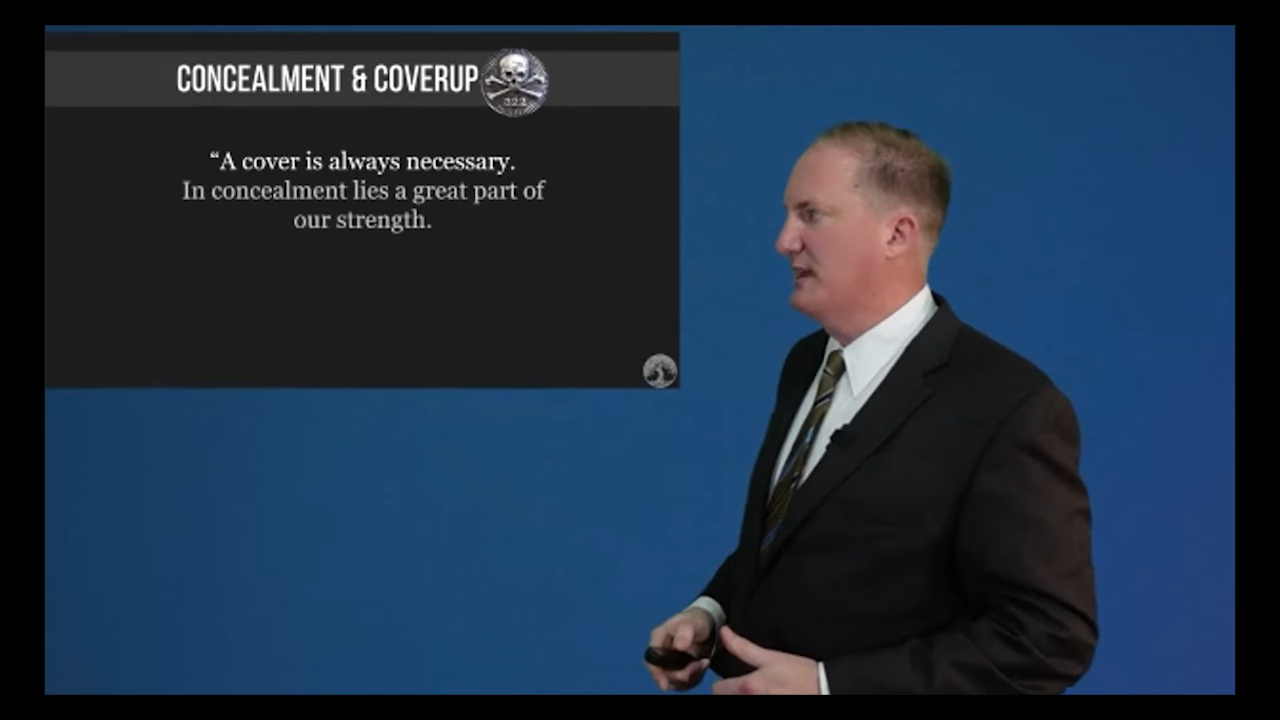 CONCEALMENT & COVERUP
322
“A cover is always necessary.
In concealment lies a great part of
our strength.